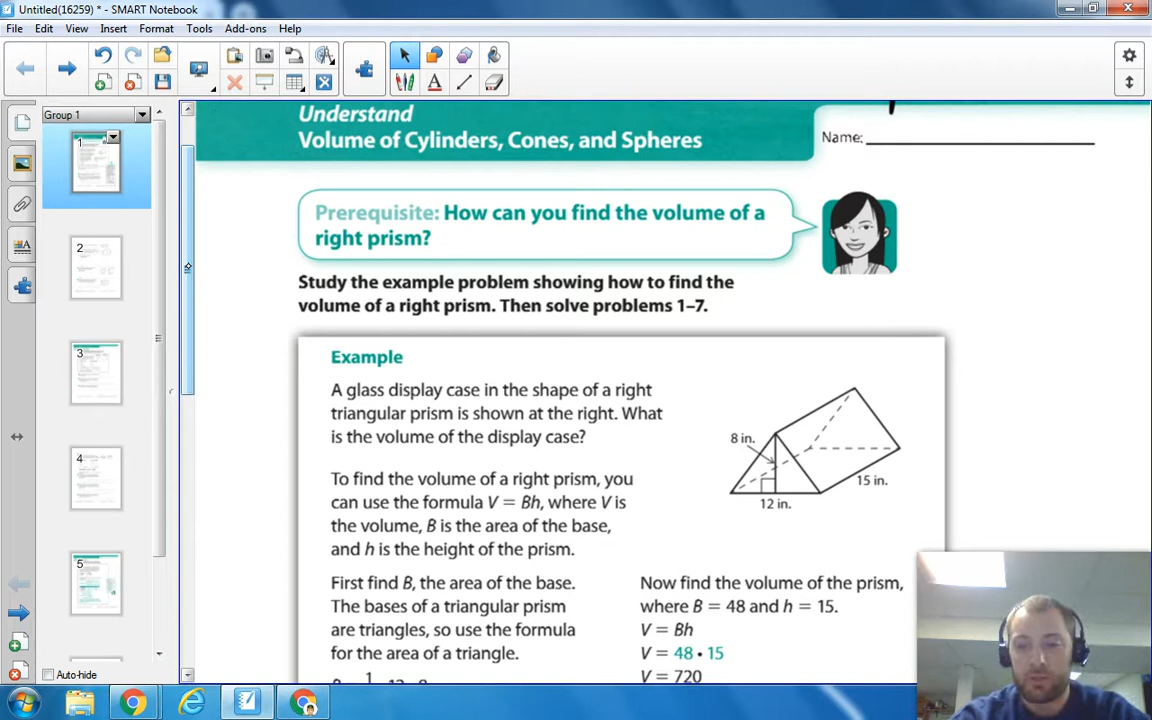 Untitled(16259) * - SMART Notebook
File Edit View Insert Format Tools Add-ons Help
Group 1
1
2
3
4
5
Auto-hide
Understand
Volume of Cylinders, Cones, and Spheres
Name:
Prerequisite: How can you find the volume of a
right prism?
Study the example problem showing how to find the
volume of a right prism. Then solve problems 1–7.
Example
A glass display case in the shape of a right
triangular prism is shown at the right. What
is the volume of the display case?
8 in.
15 in.
12 in.
To find the volume of a right prism, you
can use the formula V = Bh, where V is
the volume, B is the area of the base,
and h is the height of the prism.
First find B, the area of the base.
The bases of a triangular prism
are triangles, so use the formula
for the area of a triangle.
Now find the volume of the prism,
where B = 48 and h = 15.
V = Bh
V = 48 • 15
V = 720